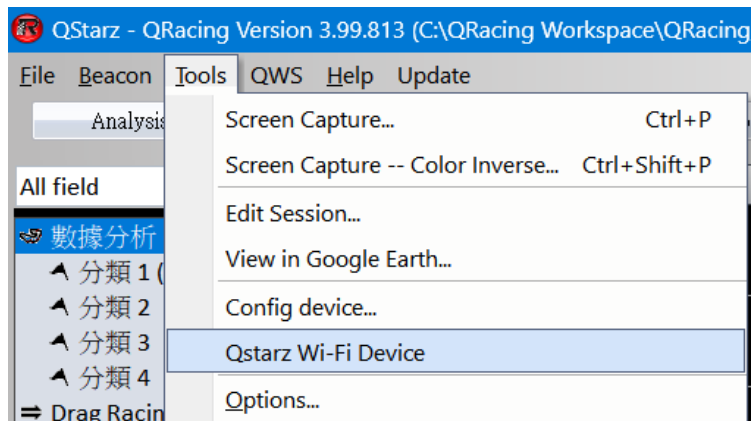 QStarz - QRacing Version 3.99.813 (C:\QRacing Workspace\QRacing
File Beacon Tools QWS Help Update
Analysis
Screen Capture... Ctrl+P
Screen Capture -- Color Inverse... Ctrl+Shift+P
All field
Edit Session...
數據分析
View in Google Earth...
分類 1 (
分類 2
Config device...
分類 3
Qstarz Wi-Fi Device
分類 4
Options...
Drag Racin